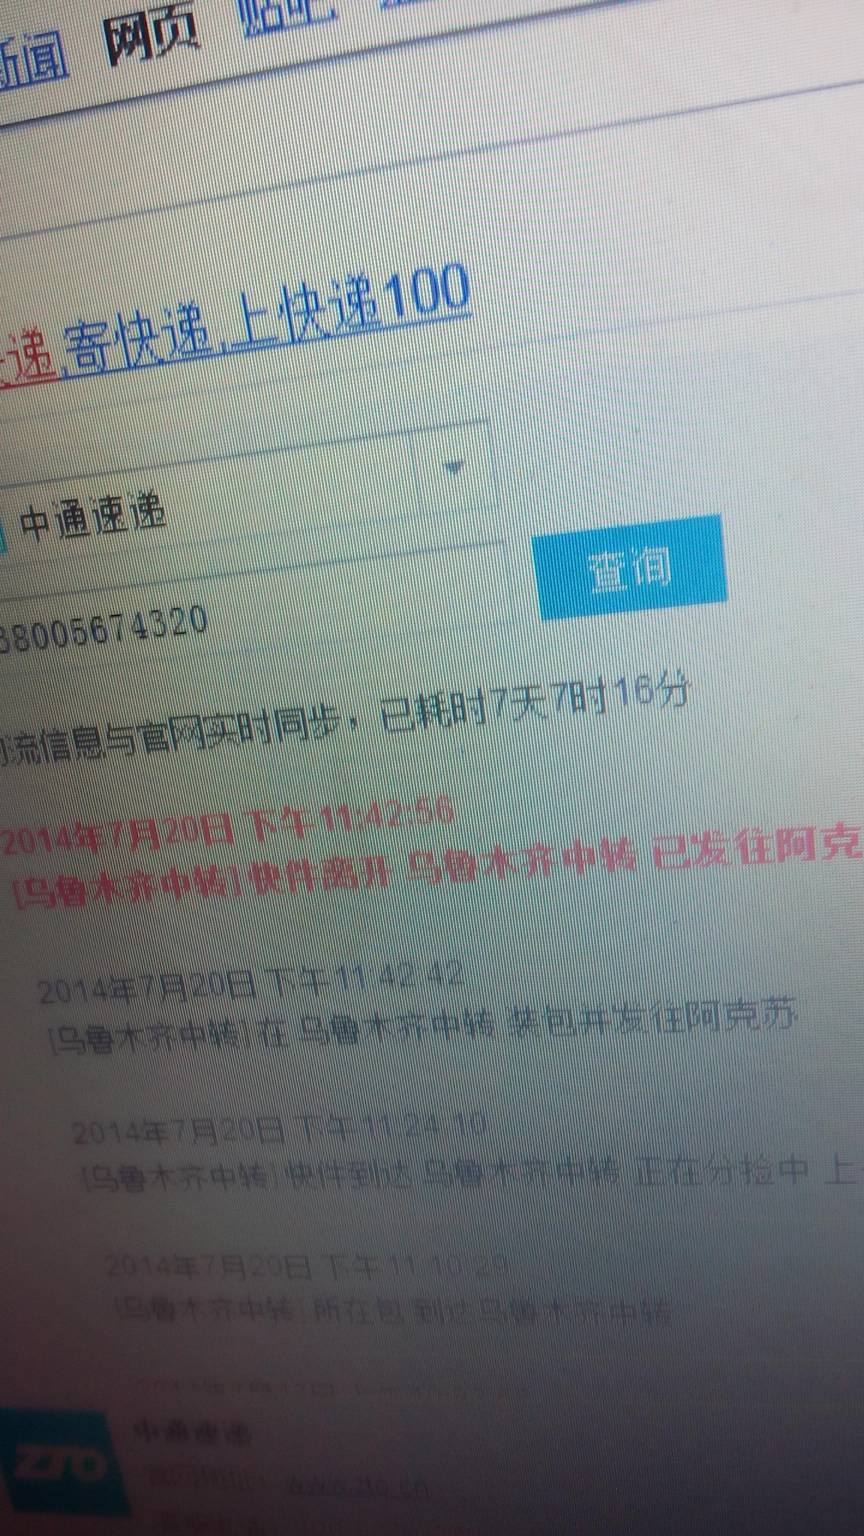 新闻 网页 贴吧
递,寄快递,上快递100
中通速递
38005674320
查询
流信息与官网实时同步，已耗时7天7时16分
2014年7月20日 下午11:42:56
[乌鲁木齐中转] 快件离开 乌鲁木齐中转 已发往阿克
2014年7月20日 下午11:42:42
[乌鲁木齐中转] 在 乌鲁木齐中转 装包并发往阿克苏
2014年7月20日 下午11:24:10
[乌鲁木齐中转] 快件到达 乌鲁木齐中转 正在分捡中 上
2014年7月20日 下午11:10:29
[乌鲁木齐中转] 所在包 到达 乌鲁木齐中转
ZTO
中通速递
www.zto.cn